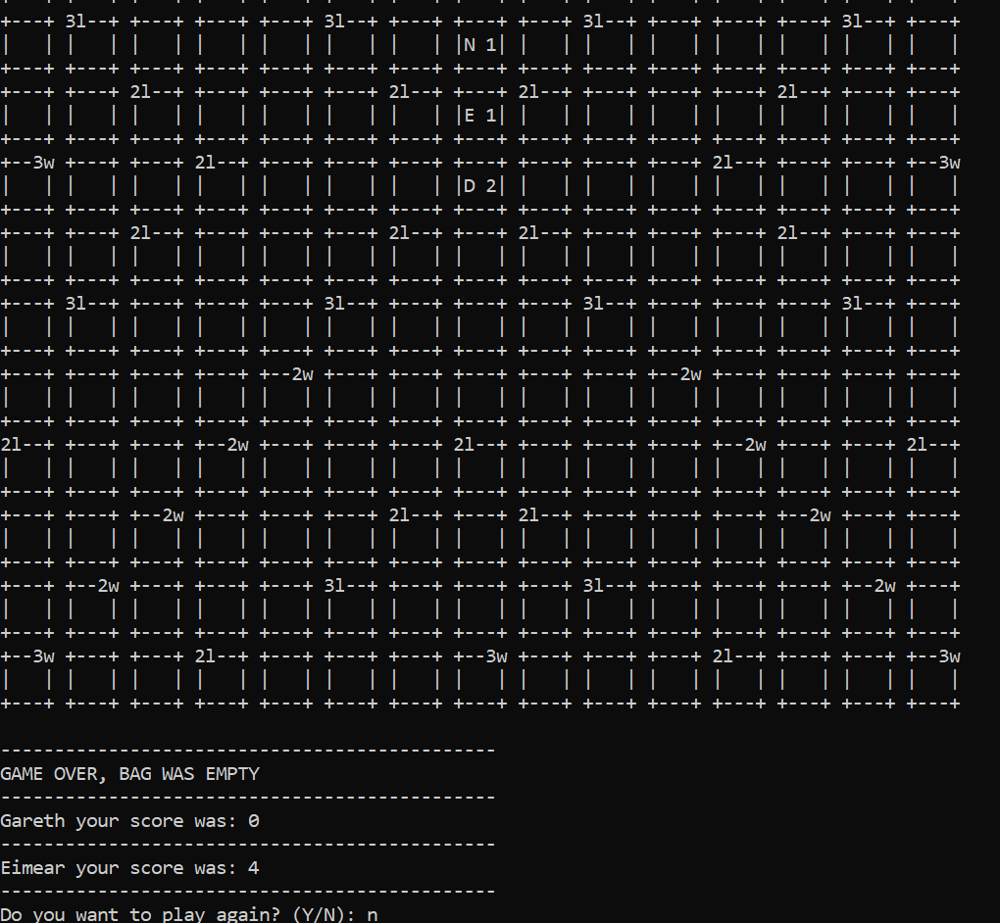 +---+ 3l--+ +---+ +---+ +---+ 3l--+ +---+ +---+ +---+ 3l--+ +---+ +---+ +---+ 3l--+ +---+
|   | |   | |   | |   | |   | |   | |   | |N 1| |   | |   | |   | |   | |   | |   | |   |
+---+ +---+ +---+ +---+ +---+ +---+ +---+ +---+ +---+ +---+ +---+ +---+ +---+ +---+ +---+
+---+ +---+ 2l--+ +---+ +---+ +---+ 2l--+ +---+ 2l--+ +---+ +---+ +---+ 2l--+ +---+ +---+
|   | |   | |   | |   | |   | |   | |   | |E 1| |   | |   | |   | |   | |   | |   | |   |
+---+ +---+ +---+ +---+ +---+ +---+ +---+ +---+ +---+ +---+ +---+ +---+ +---+ +---+ +---+
+--3w +---+ +---+ 2l--+ +---+ +---+ +---+ +---+ +---+ +---+ +---+ 2l--+ +---+ +---+ +--3w
|   | |   | |   | |   | |   | |   | |   | |D 2| |   | |   | |   | |   | |   | |   | |   |
+---+ +---+ +---+ +---+ +---+ +---+ +---+ +---+ +---+ +---+ +---+ +---+ +---+ +---+ +---+
+---+ +---+ 2l--+ +---+ +---+ +---+ 2l--+ +---+ 2l--+ +---+ +---+ +---+ 2l--+ +---+ +---+
|   | |   | |   | |   | |   | |   | |   | |   | |   | |   | |   | |   | |   | |   | |   |
+---+ +---+ +---+ +---+ +---+ +---+ +---+ +---+ +---+ +---+ +---+ +---+ +---+ +---+ +---+
+---+ 3l--+ +---+ +---+ +---+ 3l--+ +---+ +---+ +---+ 3l--+ +---+ +---+ +---+ 3l--+ +---+
|   | |   | |   | |   | |   | |   | |   | |   | |   | |   | |   | |   | |   | |   | |   |
+---+ +---+ +---+ +---+ +---+ +---+ +---+ +---+ +---+ +---+ +---+ +---+ +---+ +---+ +---+
+---+ +---+ +---+ +---+ +--2w +---+ +---+ +---+ +---+ +---+ +--2w +---+ +---+ +---+ +---+
|   | |   | |   | |   | |   | |   | |   | |   | |   | |   | |   | |   | |   | |   | |   |
+---+ +---+ +---+ +---+ +---+ +---+ +---+ +---+ +---+ +---+ +---+ +---+ +---+ +---+ +---+
2l--+ +---+ +---+ +--2w +---+ +---+ +---+ 2l--+ +---+ +---+ +---+ +--2w +---+ +---+ 2l--+
|   | |   | |   | |   | |   | |   | |   | |   | |   | |   | |   | |   | |   | |   | |   |
+---+ +---+ +---+ +---+ +---+ +---+ +---+ +---+ +---+ +---+ +---+ +---+ +---+ +---+ +---+
+---+ +---+ +--2w +---+ +---+ +---+ 2l--+ +---+ 2l--+ +---+ +---+ +---+ +--2w +---+ +---+
|   | |   | |   | |   | |   | |   | |   | |   | |   | |   | |   | |   | |   | |   | |   |
+---+ +---+ +---+ +---+ +---+ +---+ +---+ +---+ +---+ +---+ +---+ +---+ +---+ +---+ +---+
+---+ +--2w +---+ +---+ +---+ 3l--+ +---+ +---+ +---+ 3l--+ +---+ +---+ +---+ +--2w +---+
|   | |   | |   | |   | |   | |   | |   | |   | |   | |   | |   | |   | |   | |   | |   |
+---+ +---+ +---+ +---+ +---+ +---+ +---+ +---+ +---+ +---+ +---+ +---+ +---+ +---+ +---+
+--3w +---+ +---+ 2l--+ +---+ +---+ +---+ +--3w +---+ +---+ +---+ 2l--+ +---+ +---+ +--3w
|   | |   | |   | |   | |   | |   | |   | |   | |   | |   | |   | |   | |   | |   | |   |
+---+ +---+ +---+ +---+ +---+ +---+ +---+ +---+ +---+ +---+ +---+ +---+ +---+ +---+ +---+
----------------------------------------------
GAME OVER, BAG WAS EMPTY
----------------------------------------------
Gareth your score was: 0
----------------------------------------------
Eimear your score was: 4
----------------------------------------------
Do you want to play again? (Y/N): n